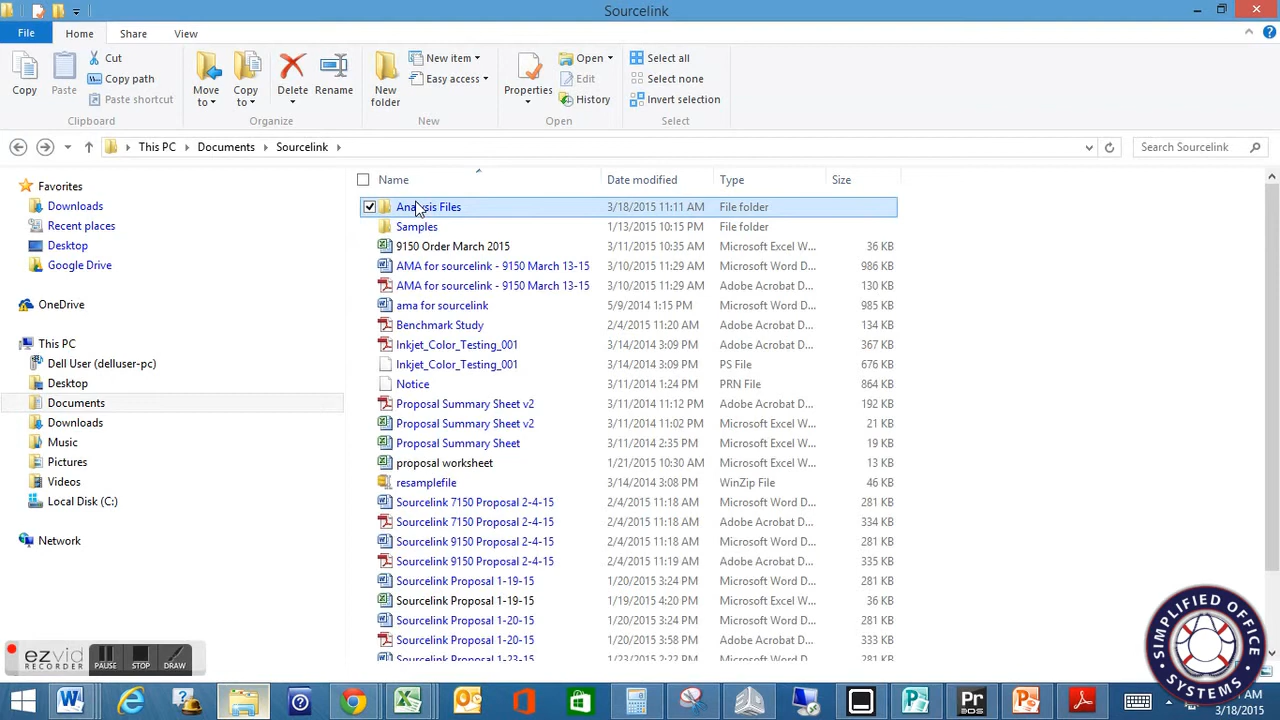 Sourcelink
File Home Share View
Copy Paste Cut Copy path Paste shortcut Clipboard
Move to Copy to Delete Rename Organize
New folder New item Easy access New
Properties Open Edit History Open
Select all Select none Invert selection Select
This PC Documents Sourcelink Search Sourcelink
Name Date modified Type Size
Favorites
Downloads
Recent places
Desktop
Google Drive
OneDrive
This PC
Dell User (delluser-pc)
Desktop
Documents
Downloads
Music
Pictures
Videos
Local Disk (C:)
Network
Analysis Files 3/18/2015 11:11 AM File folder
Samples 1/13/2015 10:15 PM File folder
9150 Order March 2015 3/11/2015 10:35 AM Microsoft Excel W... 36 KB
AMA for sourcelink - 9150 March 13-15 3/10/2015 11:29 AM Microsoft Word D... 986 KB
AMA for sourcelink - 9150 March 13-15 3/10/2015 11:29 AM Adobe Acrobat D... 130 KB
ama for sourcelink 5/9/2014 1:15 PM Microsoft Word D... 985 KB
Benchmark Study 2/4/2015 11:20 AM Adobe Acrobat D... 134 KB
Inkjet_Color_Testing_001 3/14/2014 3:09 PM Adobe Acrobat D... 367 KB
Inkjet_Color_Testing_001 3/14/2014 3:09 PM PS File 676 KB
Notice 3/11/2014 1:24 PM PRN File 864 KB
Proposal Summary Sheet v2 3/11/2014 11:12 PM Adobe Acrobat D... 192 KB
Proposal Summary Sheet v2 3/11/2014 11:02 PM Microsoft Excel W... 21 KB
Proposal Summary Sheet 3/11/2014 2:35 PM Microsoft Excel W... 19 KB
proposal worksheet 1/21/2015 10:30 AM Microsoft Excel W... 13 KB
resamplefile 3/14/2014 3:08 PM WinZip File 46 KB
Sourcelink 7150 Proposal 2-4-15 2/4/2015 11:18 AM Microsoft Word D... 281 KB
Sourcelink 7150 Proposal 2-4-15 2/4/2015 11:18 AM Adobe Acrobat D... 334 KB
Sourcelink 9150 Proposal 2-4-15 2/4/2015 11:18 AM Microsoft Word D... 281 KB
Sourcelink 9150 Proposal 2-4-15 2/4/2015 11:19 AM Adobe Acrobat D... 335 KB
Sourcelink Proposal 1-19-15 1/20/2015 3:24 PM Microsoft Word D... 281 KB
Sourcelink Proposal 1-19-15 1/19/2015 4:20 PM Microsoft Excel W... 36 KB
Sourcelink Proposal 1-20-15 1/20/2015 3:24 PM Microsoft Word D... 281 KB
Sourcelink Proposal 1-20-15 1/20/2015 3:58 PM Adobe Acrobat D... 333 KB
Sourcelink Proposal 1-23-15 1/23/2015 2:22 PM Microsoft Word D... 281 KB
ezvid
RECORDER
PAUSE STOP DRAW
SIMPLIFIED OFFICE SYSTEMS
3/18/2015